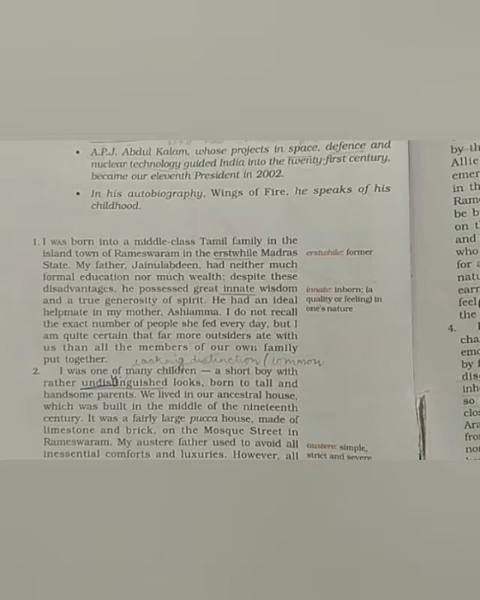 • A.P.J. Abdul Kalam, whose projects in space, defence and
nuclear technology guided India into the twenty-first century,
became our eleventh President in 2002.
• In his autobiography, Wings of Fire, he speaks of his
childhood.
1. I was born into a middle-class Tamil family in the
island town of Rameswaram in the erstwhile Madras
State. My father, Jainulabdeen, had neither much
formal education nor much wealth; despite these
disadvantages, he possessed great innate wisdom
and a true generosity of spirit. He had an ideal
helpmate in my mother, Ashiamma. I do not recall
the exact number of people she fed every day, but I
am quite certain that far more outsiders ate with
us than all the members of our own family
put together.
lacking distinction / common
2. I was one of many children — a short boy with
rather undistinguished looks, born to tall and
handsome parents. We lived in our ancestral house,
which was built in the middle of the nineteenth
century. It was a fairly large pucca house, made of
limestone and brick, on the Mosque Street in
Rameswaram. My austere father used to avoid all
inessential comforts and luxuries. However, all
erstwhile: former
innate: inborn; (a
quality or feeling) in
one's nature
austere: simple,
strict and severe
by th
Allie
emer
in th
Ram
be b
on t
and
who
for a
natu
earn
feel
the
4.
cha
emo
by f
dis
inh
so
clo
Ara
fro
nor